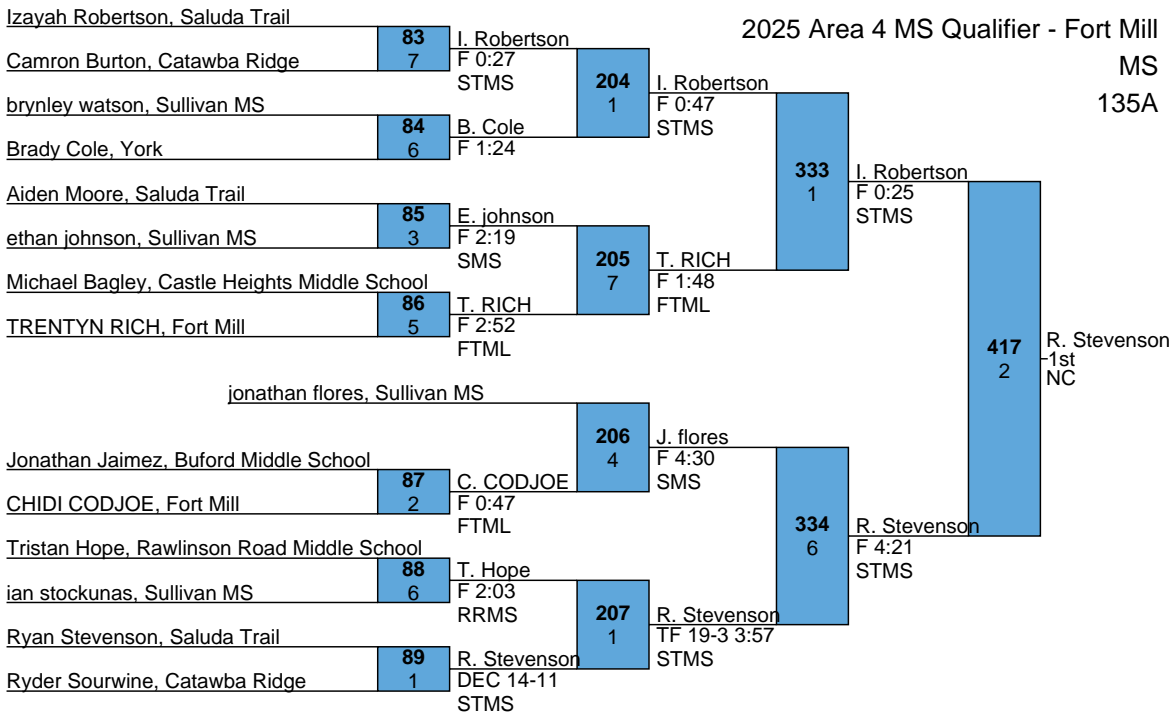 2025 Area 4 MS Qualifier - Fort Mill
MS
135A
Izayah Robertson, Saluda Trail
83
7
Camron Burton, Catawba Ridge
I. Robertson
F 0:27
STMS
brynley watson, Sullivan MS
84
6
Brady Cole, York
B. Cole
F 1:24
204
1
I. Robertson
F 0:47
STMS
Aiden Moore, Saluda Trail
85
3
ethan johnson, Sullivan MS
E. johnson
F 2:19
SMS
Michael Bagley, Castle Heights Middle School
86
5
TRENTYN RICH, Fort Mill
T. RICH
F 2:52
FTML
205
7
T. RICH
F 1:48
FTML
333
1
I. Robertson
F 0:25
STMS
jonathan flores, Sullivan MS
Jonathan Jaimez, Buford Middle School
87
2
CHIDI CODJOE, Fort Mill
C. CODJOE
F 0:47
FTML
206
4
J. flores
F 4:30
SMS
Tristan Hope, Rawlinson Road Middle School
88
6
ian stockunas, Sullivan MS
T. Hope
F 2:03
RRMS
Ryan Stevenson, Saluda Trail
89
1
Ryder Sourwine, Catawba Ridge
R. Stevenson
DEC 14-11
STMS
207
1
R. Stevenson
TF 19-3 3:57
STMS
334
6
R. Stevenson
F 4:21
STMS
417
2
R. Stevenson
1st
NC